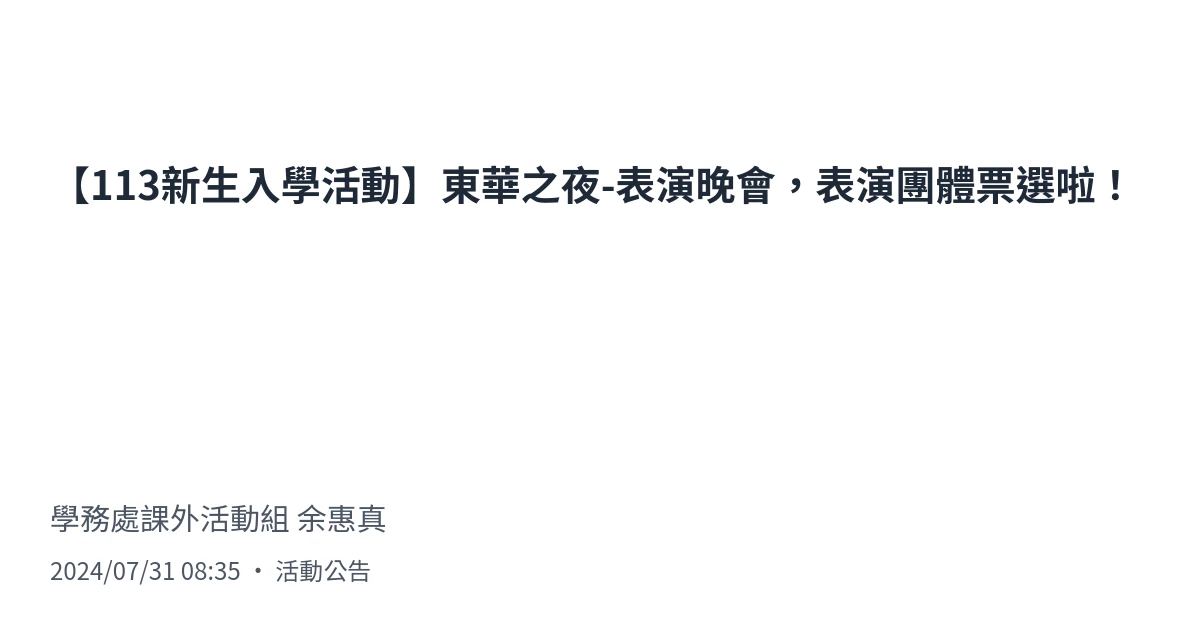 【113新生入學活動】東華之夜-表演晚會，表演團體票選啦！
學務處課外活動組 余惠真
2024/07/31 08:35 ・ 活動公告